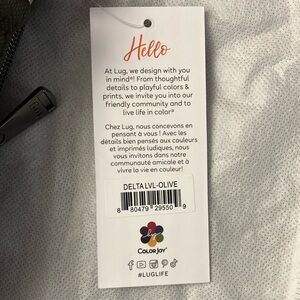 Hello
At Lug, we design with you
in mind®! From thoughtful
details to playful colors &
prints, we invite you into our
friendly community and to
live life in color®
Chez Lug, nous concevons en
pensant à vous ! Avec les
détails bien pensés aux couleurs
et imprimés ludiques, nous
vous invitons dans notre
communauté amicale et à
vivre la vie en couleur!
DELTA LVL-OLIVE
8 80479 29550 9
COLORJOY
#LUGLIFE